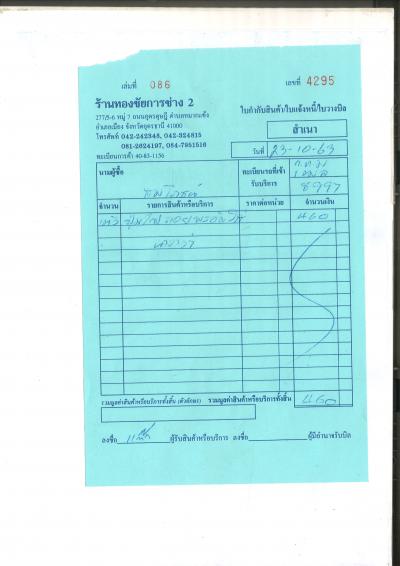 เล่มที่ 086 เลขที่ 4295
ร้านทองชัยการช่าง 2
277/5-6 หมู่ 7 ถนนอุดรดุษฎี ตำบลหมากแข้ง
อำเภอเมือง จังหวัดอุดรธานี 41000
โทรศัพท์ 042-242348, 042-324815
081-2624197, 084-7951516
ทะเบียนการค้า 40-83-1156
ใบกำกับสินค้า/ใบแจ้งหนี้/ใบวางบิล
สำเนา
วันที่ 23-10-63
นามผู้ซื้อ
ทะเบียนรถที่เข้ารับบริการ
8997
จำนวน รายการสินค้าหรือบริการ ราคาต่อหน่วย จำนวนเงิน
460
รวมมูลค่าสินค้าหรือบริการทั้งสิ้น (ตัวอักษร) รวมมูลค่าสินค้าหรือบริการทั้งสิ้น 460
ลงชื่อ ผู้รับสินค้าหรือบริการ ลงชื่อ ผู้มีอำนาจรับบิล